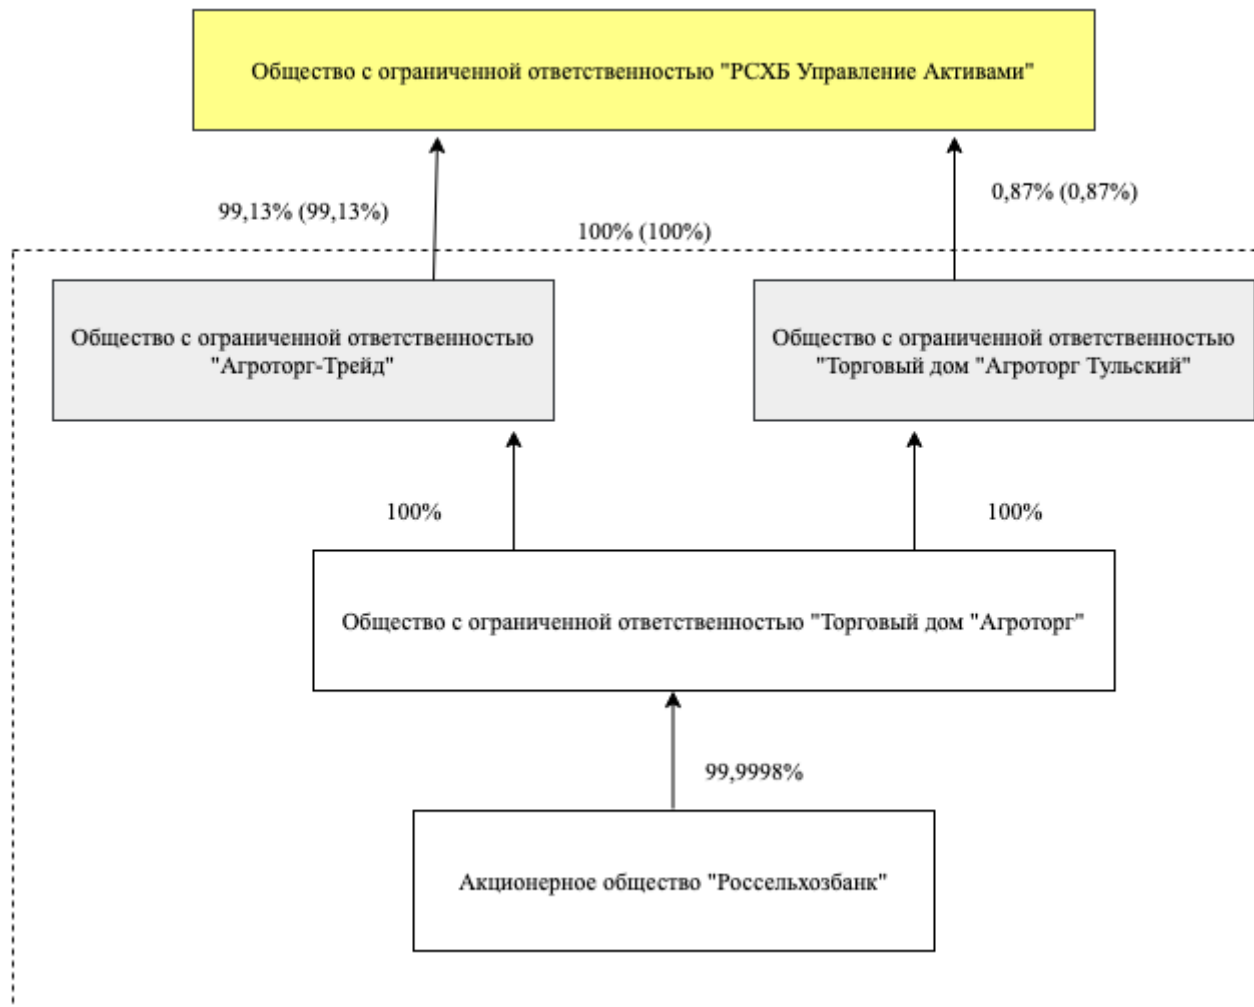 Общество с ограниченной ответственностью "РСХБ Управление Активами"
99,13% (99,13%)
0,87% (0,87%)
100% (100%)
Общество с ограниченной ответственностью
"Агроторг-Трейд"
Общество с ограниченной ответственностью
"Торговый дом "Агроторг Тульский"
100%
100%
Общество с ограниченной ответственностью "Торговый дом "Агроторг"
99,9998%
Акционерное общество "Россельхозбанк"